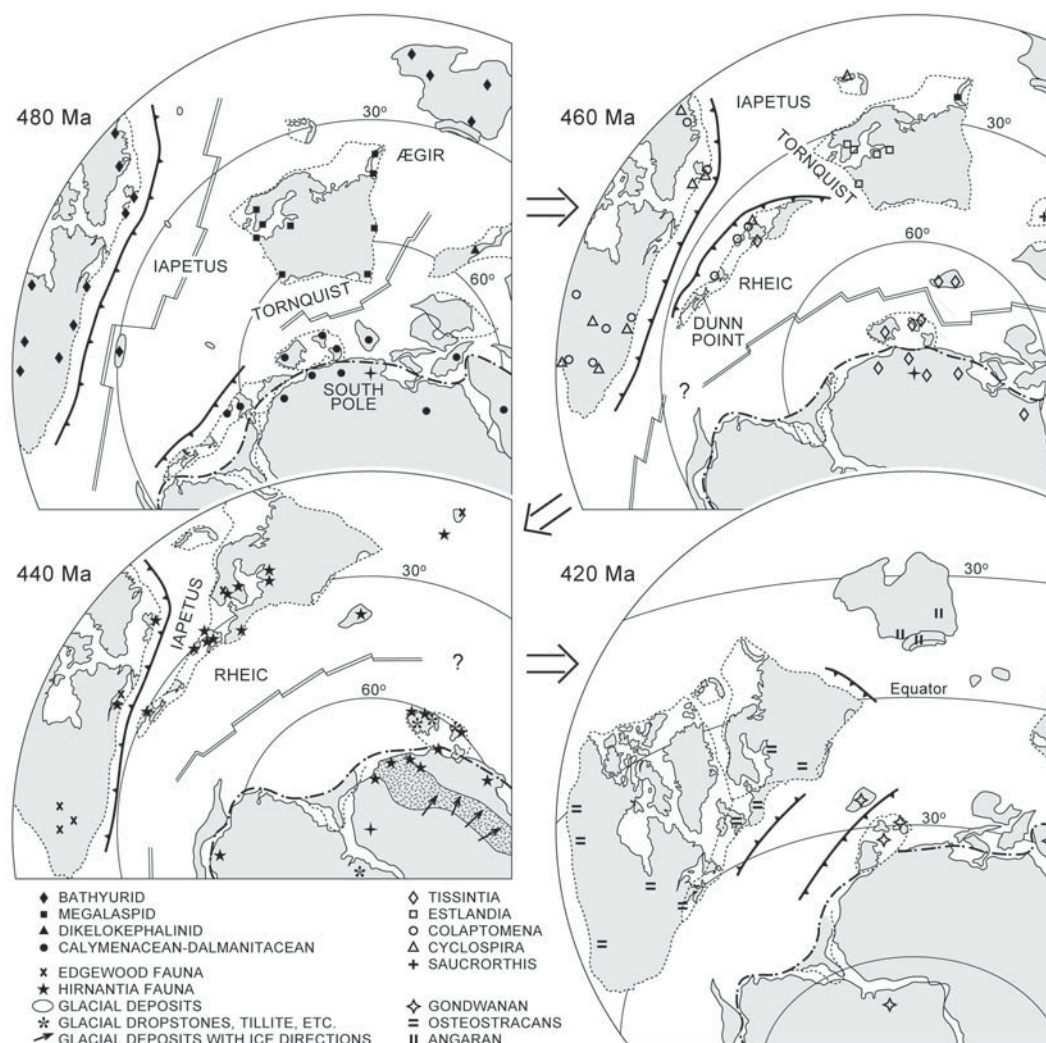 480 Ma
30°
ÆGIR
IAPETUS
60°
TORNQUIST
SOUTH
POLE
460 Ma
IAPETUS
30°
TORNQUIST
60°
RHEIC
DUNN
POINT
?
440 Ma
IAPETUS
30°
RHEIC
?
60°
420 Ma
30°
Equator
30°
BATHYURID
MEGALASPID
DIKELOKEPHALINID
CALYMENACEAN-DALMANITACEAN
EDGEWOOD FAUNA
HIRNANTIA FAUNA
GLACIAL DEPOSITS
GLACIAL DROPSTONES, TILLITE, ETC.
GLACIAL DEPOSITS WITH ICE DIRECTIONS
TISSINTIA
ESTLANDIA
COLAPTOMENA
CYCLOSPIRA
SAUCRORTHIS
GONDWANAN
OSTEOSTRACANS
ANGARAN